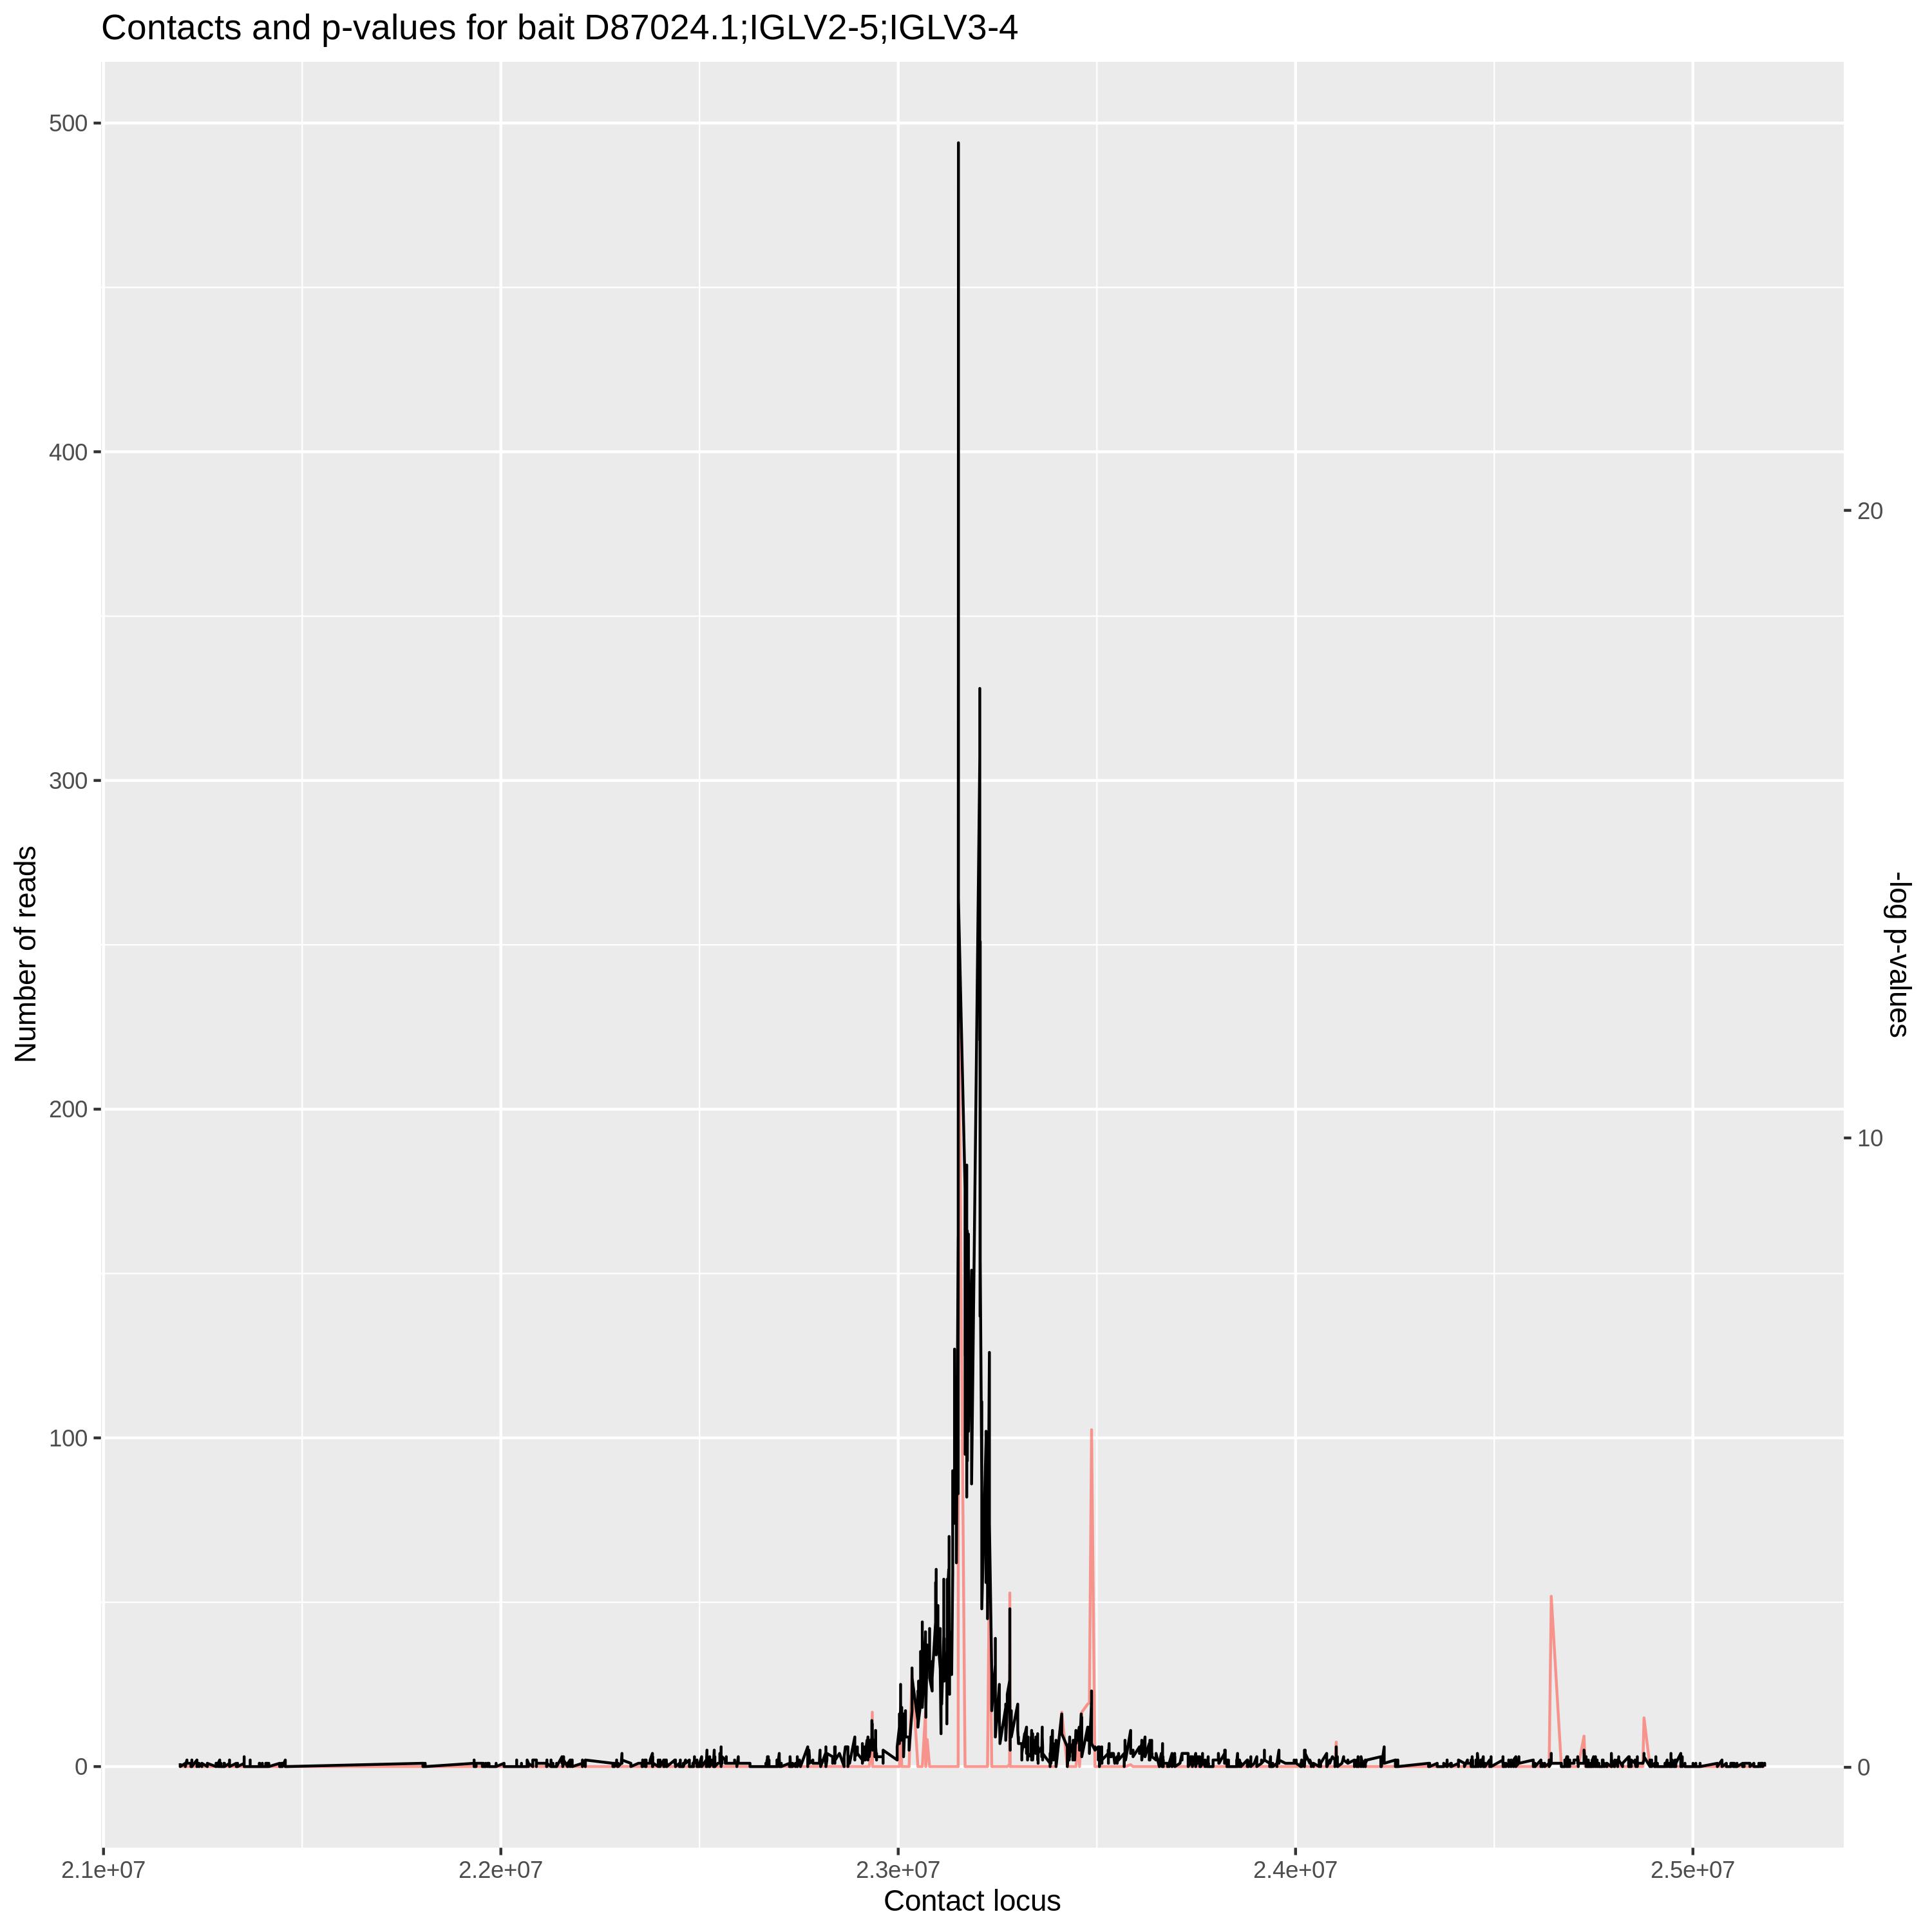 Contacts and p-values for bait D87024.1;IGLV2-5;IGLV3-4
500
400
300
200
100
0
Number of reads
20
10
0
-log p-values
2.1e+07 2.2e+07 2.3e+07 2.4e+07 2.5e+07
Contact locus